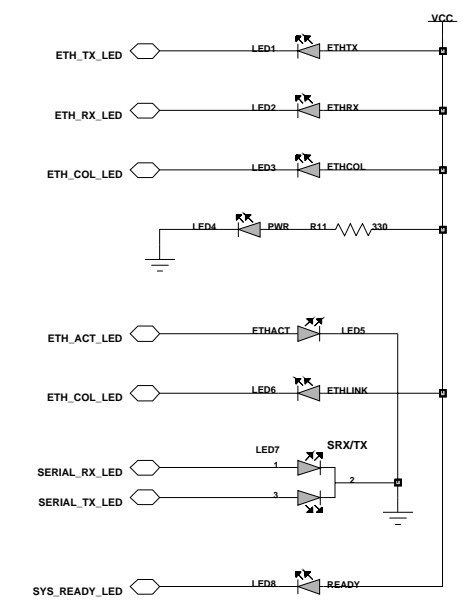 VCC
ETH_TX_LED LED1 ETHTX
ETH_RX_LED LED2 ETHRX
ETH_COL_LED LED3 ETHCOL
LED4 PWR R11 330
ETH_ACT_LED ETHACT LED5
ETH_COL_LED LED6 ETHLINK
LED7 SRX/TX
SERIAL_RX_LED 1
2
SERIAL_TX_LED 3
SYS_READY_LED LED8 READY